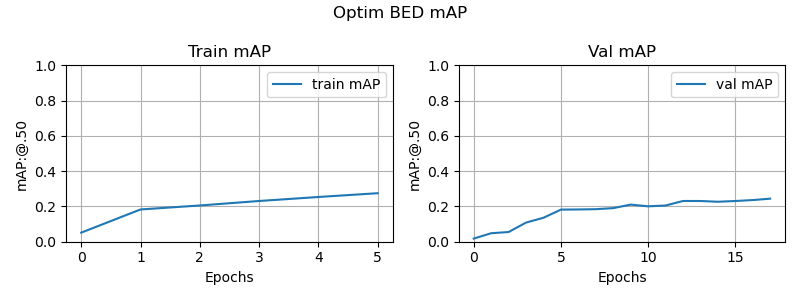 Optim BED mAP
Train mAP
1.0
0.8
0.6
0.4
0.2
0.0
mAP:@.50
train mAP
0 1 2 3 4 5
Epochs
Val mAP
1.0
0.8
0.6
0.4
0.2
0.0
mAP:@.50
val mAP
0 5 10 15
Epochs